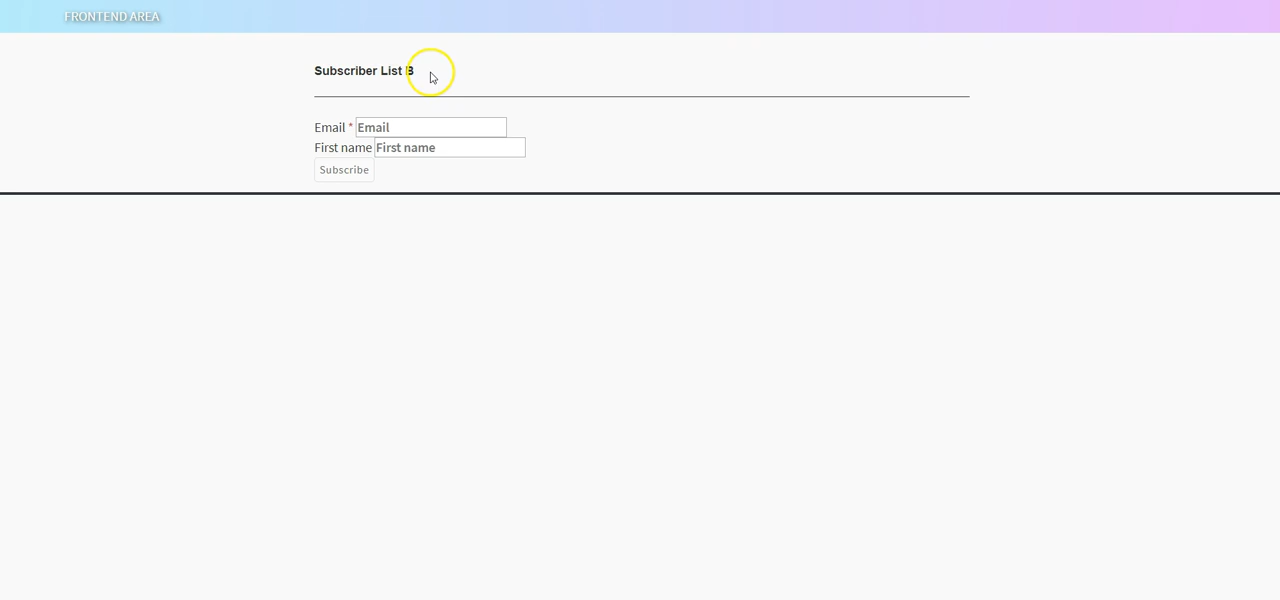 FRONTEND AREA
Subscriber List B
Email * Email
First name First name
Subscribe